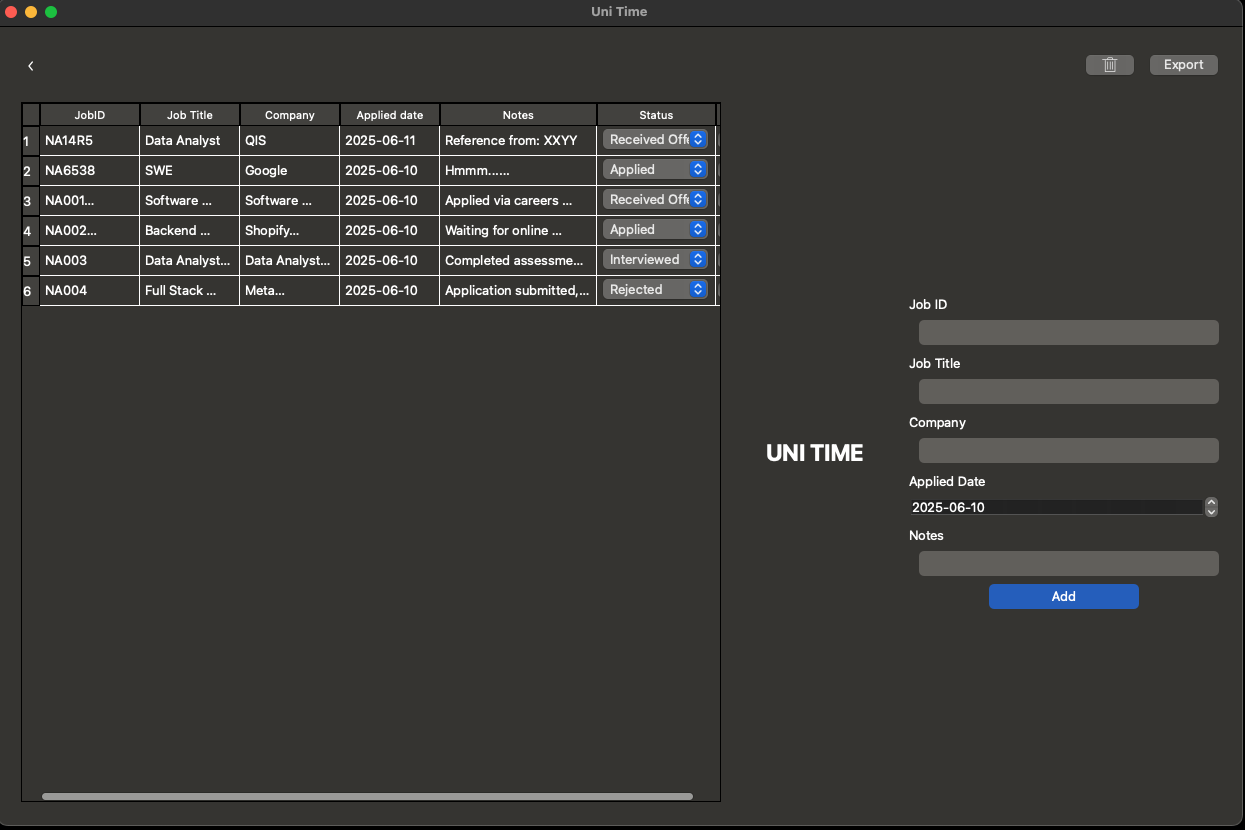 Uni Time
Export
JobID Job Title Company Applied date Notes Status
1 NA14R5 Data Analyst QIS 2025-06-11 Reference from: XXYY Received Offe
2 NA6538 SWE Google 2025-06-10 Hmmm...... Applied
3 NA001... Software ... Software ... 2025-06-10 Applied via careers ... Received Offe
4 NA002... Backend ... Shopify... 2025-06-10 Waiting for online ... Applied
5 NA003 Data Analyst... Data Analyst... 2025-06-10 Completed assessme... Interviewed
6 NA004 Full Stack ... Meta... 2025-06-10 Application submitted,... Rejected
UNI TIME
Job ID
Job Title
Company
Applied Date
2025-06-10
Notes
Add